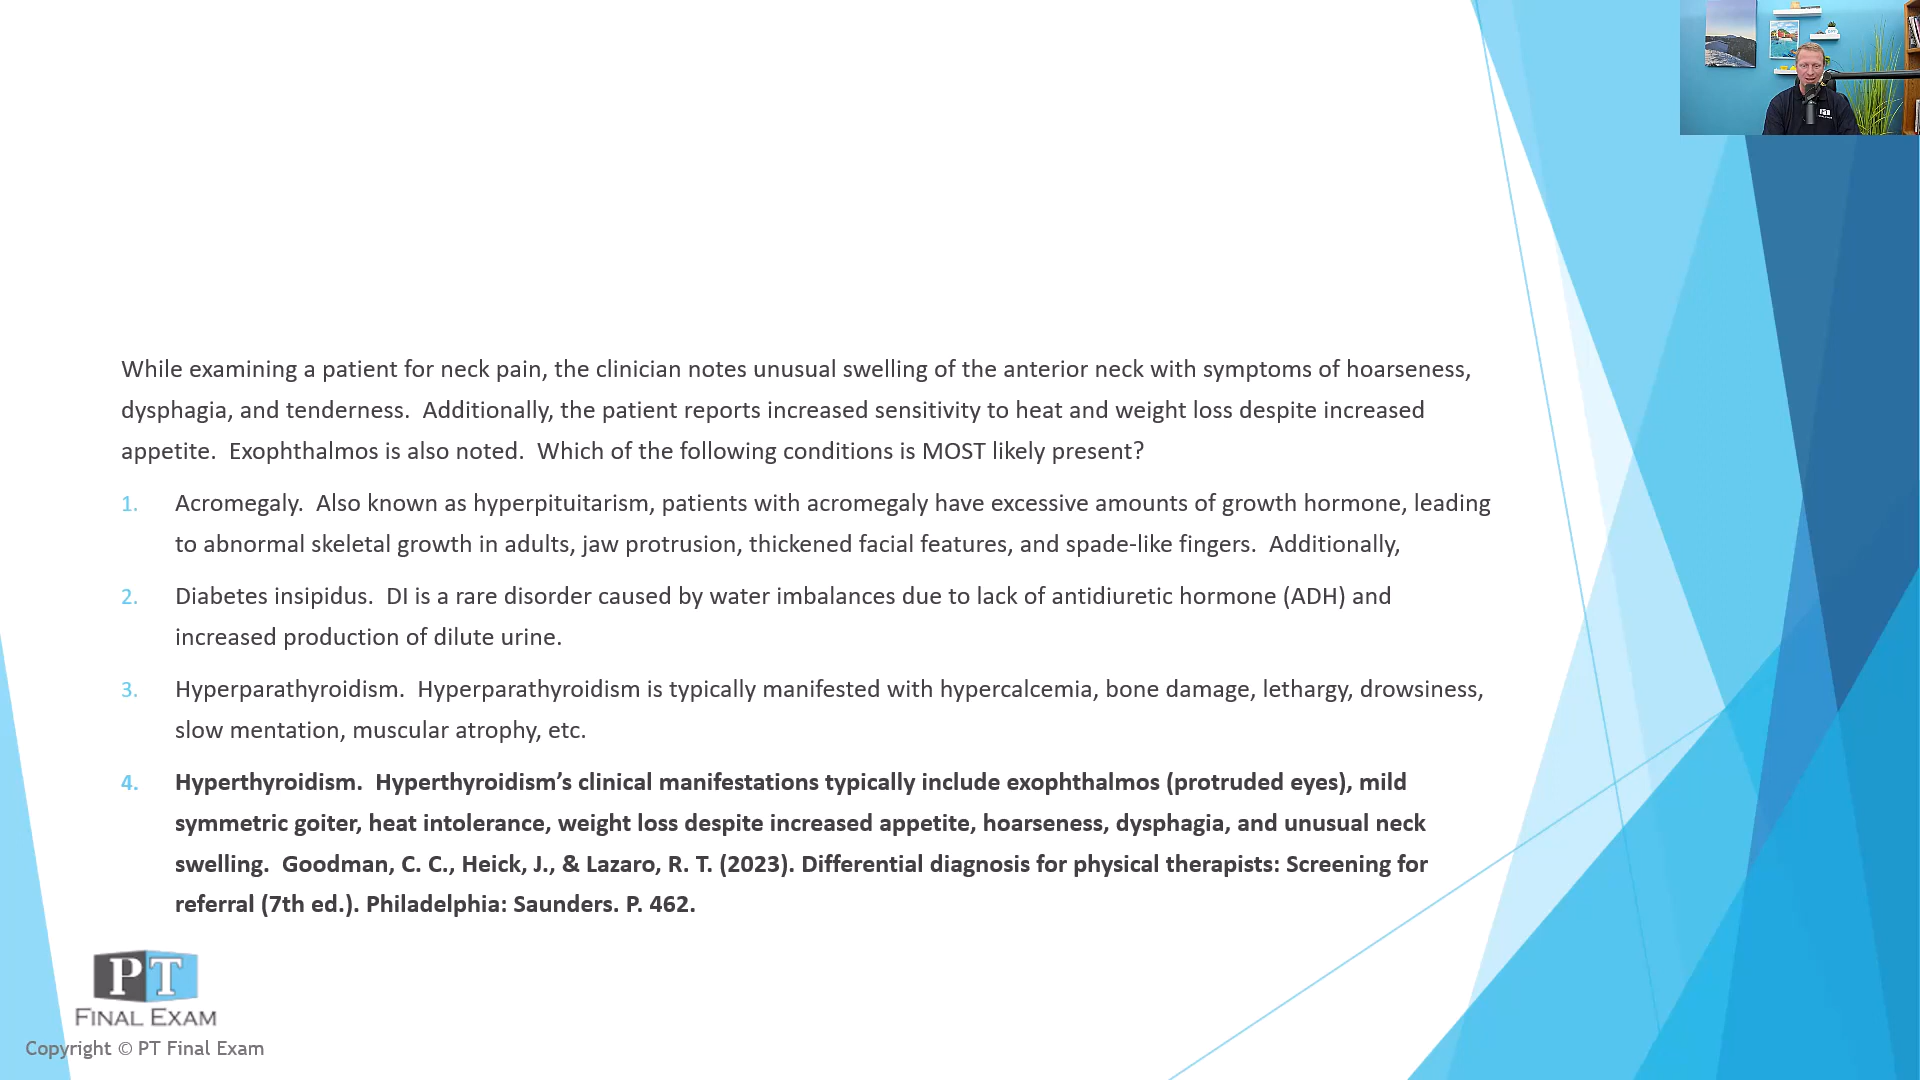 While examining a patient for neck pain, the clinician notes unusual swelling of the anterior neck with symptoms of hoarseness,
dysphagia, and tenderness.  Additionally, the patient reports increased sensitivity to heat and weight loss despite increased
appetite.  Exophthalmos is also noted.  Which of the following conditions is MOST likely present?
1. Acromegaly.  Also known as hyperpituitarism, patients with acromegaly have excessive amounts of growth hormone, leading
to abnormal skeletal growth in adults, jaw protrusion, thickened facial features, and spade-like fingers.  Additionally,
2. Diabetes insipidus.  DI is a rare disorder caused by water imbalances due to lack of antidiuretic hormone (ADH) and
increased production of dilute urine.
3. Hyperparathyroidism.  Hyperparathyroidism is typically manifested with hypercalcemia, bone damage, lethargy, drowsiness,
slow mentation, muscular atrophy, etc.
4. Hyperthyroidism.  Hyperthyroidism’s clinical manifestations typically include exophthalmos (protruded eyes), mild
symmetric goiter, heat intolerance, weight loss despite increased appetite, hoarseness, dysphagia, and unusual neck
swelling.  Goodman, C. C., Heick, J., & Lazaro, R. T. (2023). Differential diagnosis for physical therapists: Screening for
referral (7th ed.). Philadelphia: Saunders. P. 462.
PT
FINAL EXAM
Copyright © PT Final Exam